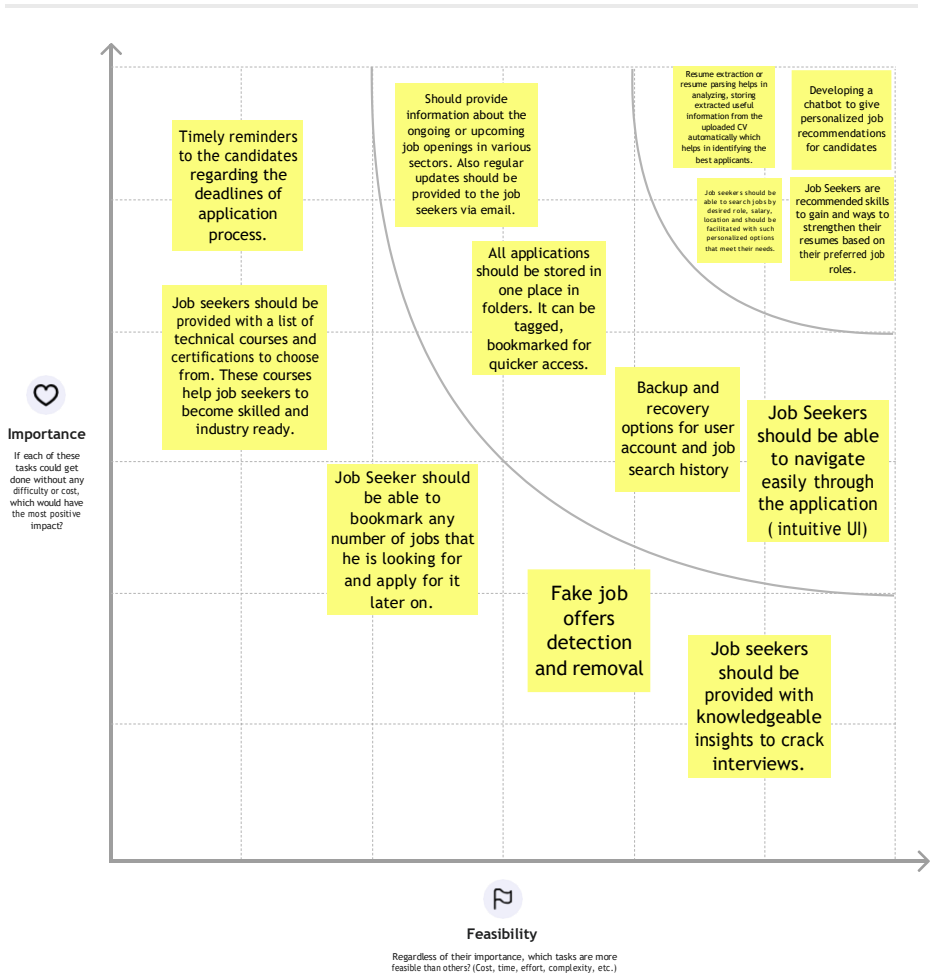 Resume extraction or
resume parsing helps in
analyzing, storing
extracted useful
information from the
uploaded CV
automatically which
helps in identifying the
best applicants.
Developing a
chatbot to give
personalized job
recommendations
for candidates
Should provide
information about the
ongoing or upcoming
job openings in various
sectors. Also regular
updates should be
provided to the job
seekers via email.
Timely reminders
to the candidates
regarding the
deadlines of
application
process.
Job seekers should be
able to search jobs by
desired role, salary,
location and should be
facilitated with such
personalized options
that meet their needs.
Job Seekers are
recommended skills
to gain and ways to
strengthen their
resumes based on
their preferred job
roles.
All applications
should be stored in
one place in
folders. It can be
tagged,
bookmarked for
quicker access.
Job seekers should be
provided with a list of
technical courses and
certifications to choose
from. These courses
help job seekers to
become skilled and
industry ready.
Backup and
recovery
options for user
account and job
search history
Job Seekers
should be able
to navigate
easily through
the application
( intuitive UI)
Importance
If each of these
tasks could get
done without any
difficulty or cost,
which would have
the most positive
impact?
Job Seeker should
be able to
bookmark any
number of jobs that
he is looking for
and apply for it
later on.
Fake job
offers
detection
and removal
Job seekers
should be
provided with
knowledgeable
insights to crack
interviews.
Feasibility
Regardless of their importance, which tasks are more
feasible than others? (Cost, time, effort, complexity, etc.)